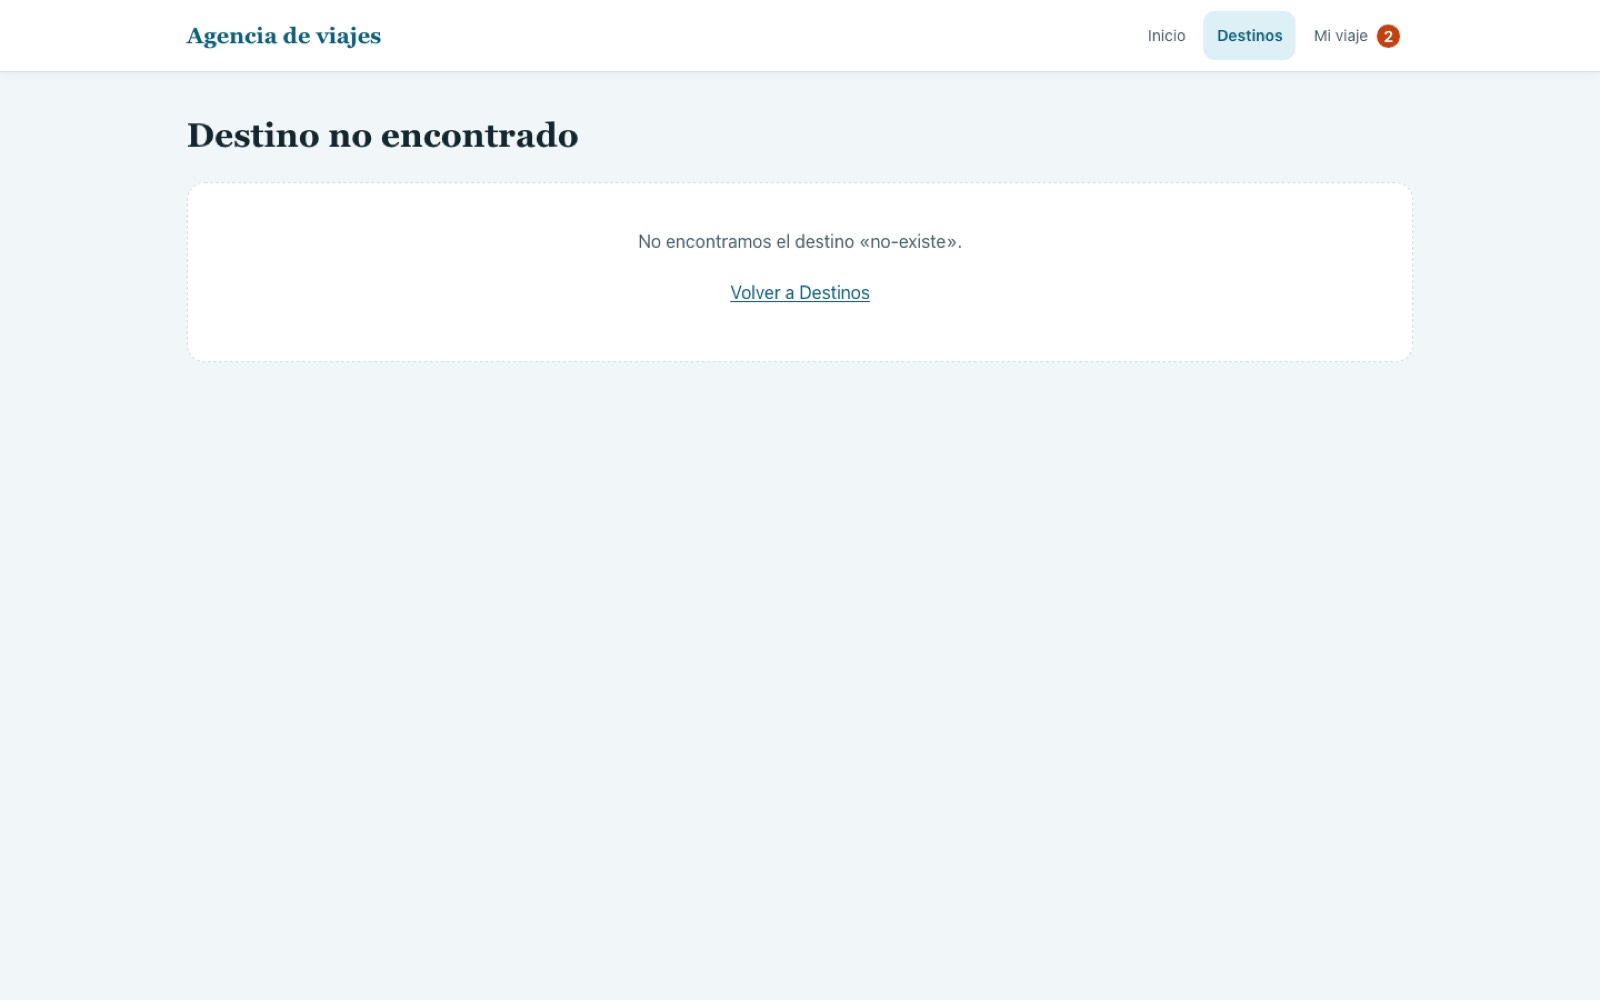 Agencia de viajes
Inicio
Destinos
Mi viaje 2
Destino no encontrado
No encontramos el destino «no-existe».
Volver a Destinos